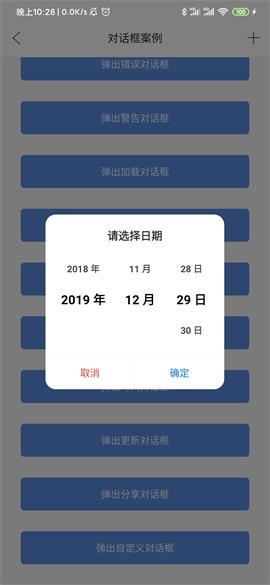 晚上10:28 | 0.0K/s
100
对话框案例
弹出错误对话框
弹出警告对话框
弹出加载对话框
请选择日期
2018 年 11 月 28 日
2019 年 12 月 29 日
30 日
取消 确定
弹出更新对话框
弹出分享对话框
弹出自定义对话框